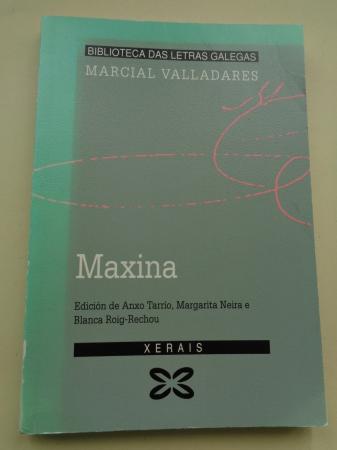 BIBLIOTECA DAS LETRAS GALEGAS
MARCIAL VALLADARES
Maxina
Edición de Anxo Tarrío, Margarita Neira e
Blanca Roig-Rechou
XERAIS